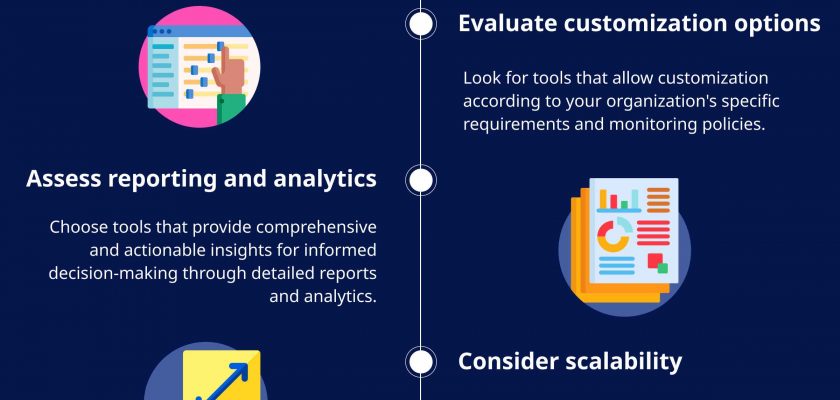 Evaluate customization options
Look for tools that allow customization
according to your organization's specific
requirements and monitoring policies.
Assess reporting and analytics
Choose tools that provide comprehensive
and actionable insights for informed
decision-making through detailed reports
and analytics.
Consider scalability